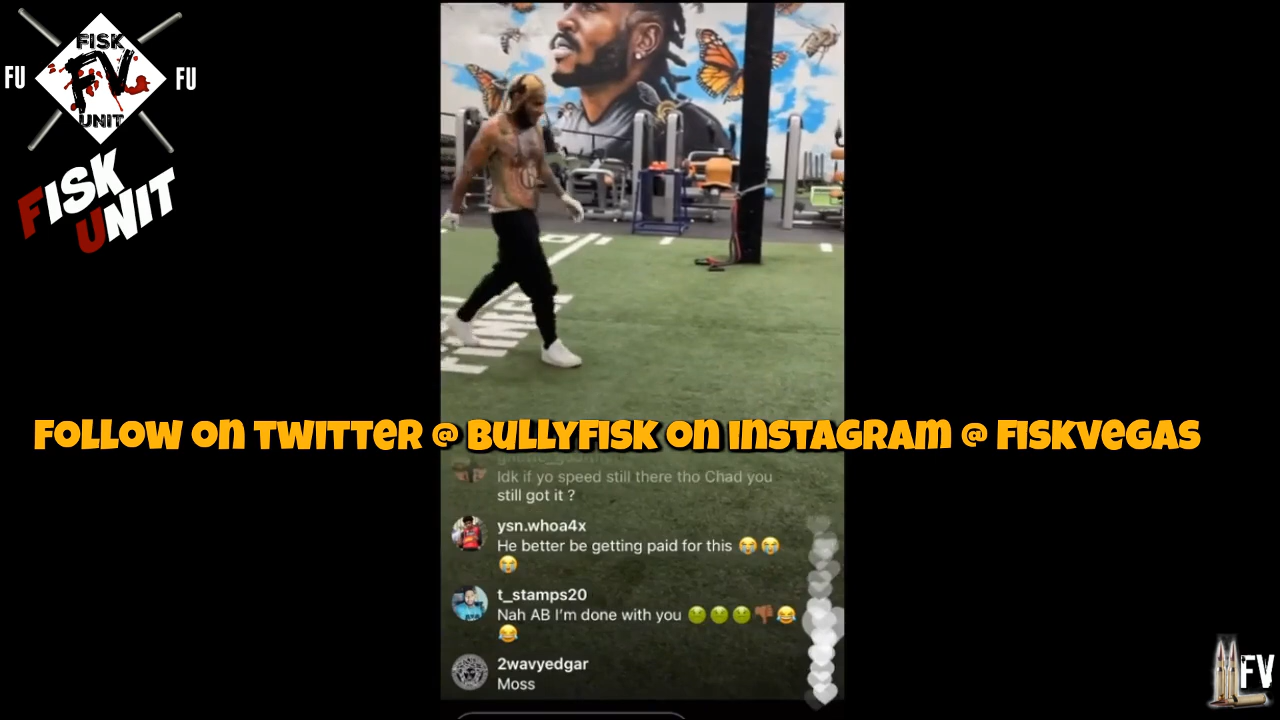 FISK
FV
UNIT
FU
FU
FISK
UNIT
FOLLOW ON TWITTER @ BULLYFISK ON INSTAGRAM @ FISKVEGAS
Idk if yo speed still there tho Chad you
still got it ?
ysn.whoa4x
He better be getting paid for this 😭😭
😭
t_stamps20
Nah AB I'm done with you 🤢🤢🤢👎🏾😂
😂
2wavyedgar
Moss
FV